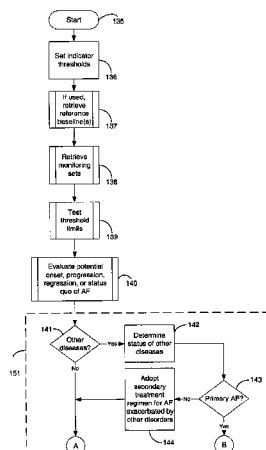 Start
135
Set indicator
thresholds
136
If used,
retrieve
reference
baseline(s)
137
Retrieve
monitoring
sets
138
Test
threshold
limits
139
Evaluate potential
onset, progression,
regression, or status
quo of AF
140
151
141
Other
diseases?
Yes
No
142
Determine
status of other
diseases
143
Primary AF?
No
Yes
Adopt
secondary
treatment
regimen for AF
exacerbated by
other disorders
144
A
B